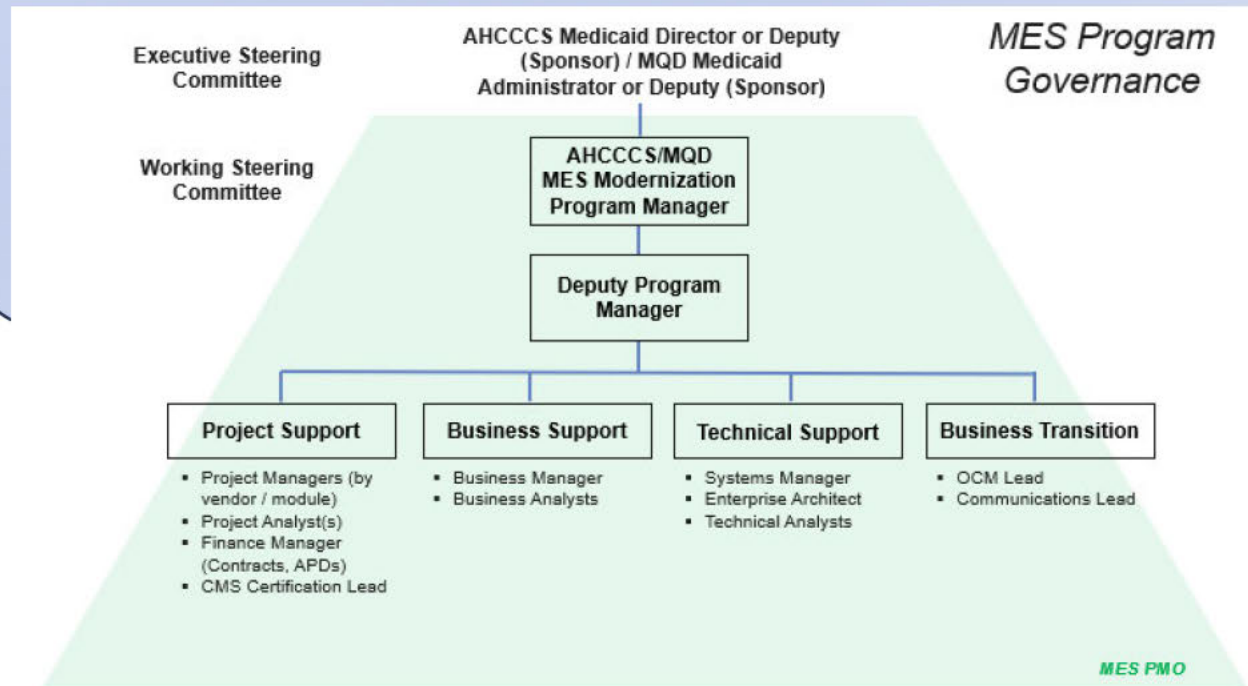 MES Program
Governance
Executive Steering
Committee
AHCCCS Medicaid Director or Deputy
(Sponsor) / MQD Medicaid
Administrator or Deputy (Sponsor)
Working Steering
Committee
AHCCCS/MQD
MES Modernization
Program Manager
Deputy Program
Manager
Project Support
▪ Project Managers (by
vendor / module)
▪ Project Analyst(s)
▪ Finance Manager
(Contracts, APDs)
▪ CMS Certification Lead
Business Support
▪ Business Manager
▪ Business Analysts
Technical Support
▪ Systems Manager
▪ Enterprise Architect
▪ Technical Analysts
Business Transition
▪ OCM Lead
▪ Communications Lead
MES PMO